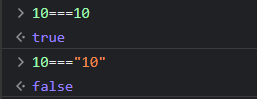 > 10===10
<· true
> 10==="10"
<· false